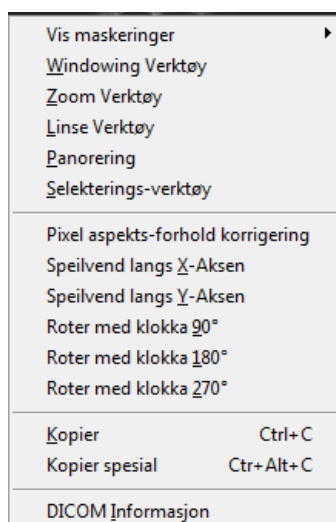 Vis maskeringer
Windowing Verktøy
Zoom Verktøy
Linse Verktøy
Panorering
Selekterings-verktøy
Pixel aspekts-forhold korrigering
Speilvend langs X-Aksen
Speilvend langs Y-Aksen
Roter med klokka 90°
Roter med klokka 180°
Roter med klokka 270°
Kopier Ctrl+C
Kopier spesial Ctr+Alt+C
DICOM Informasjon